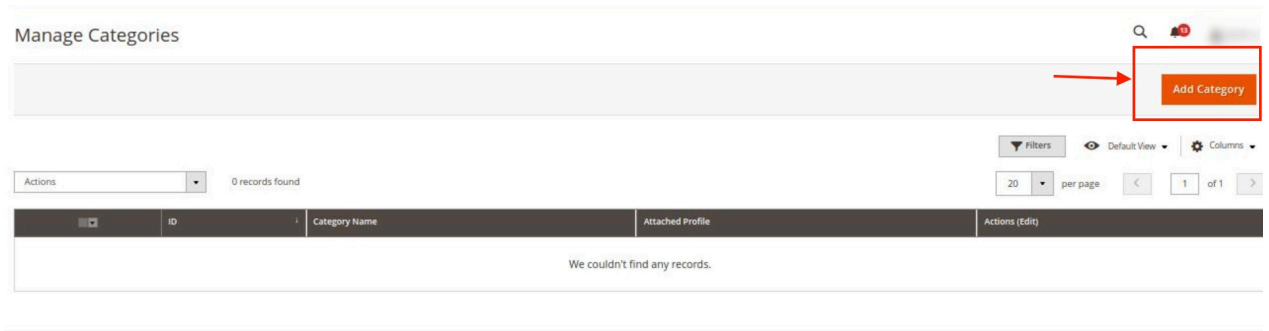 Manage Categories
13
Add Category
Filters
Default View
Columns
Actions
0 records found
20
per page
1
of 1
ID
Category Name
Attached Profile
Actions (Edit)
We couldn't find any records.